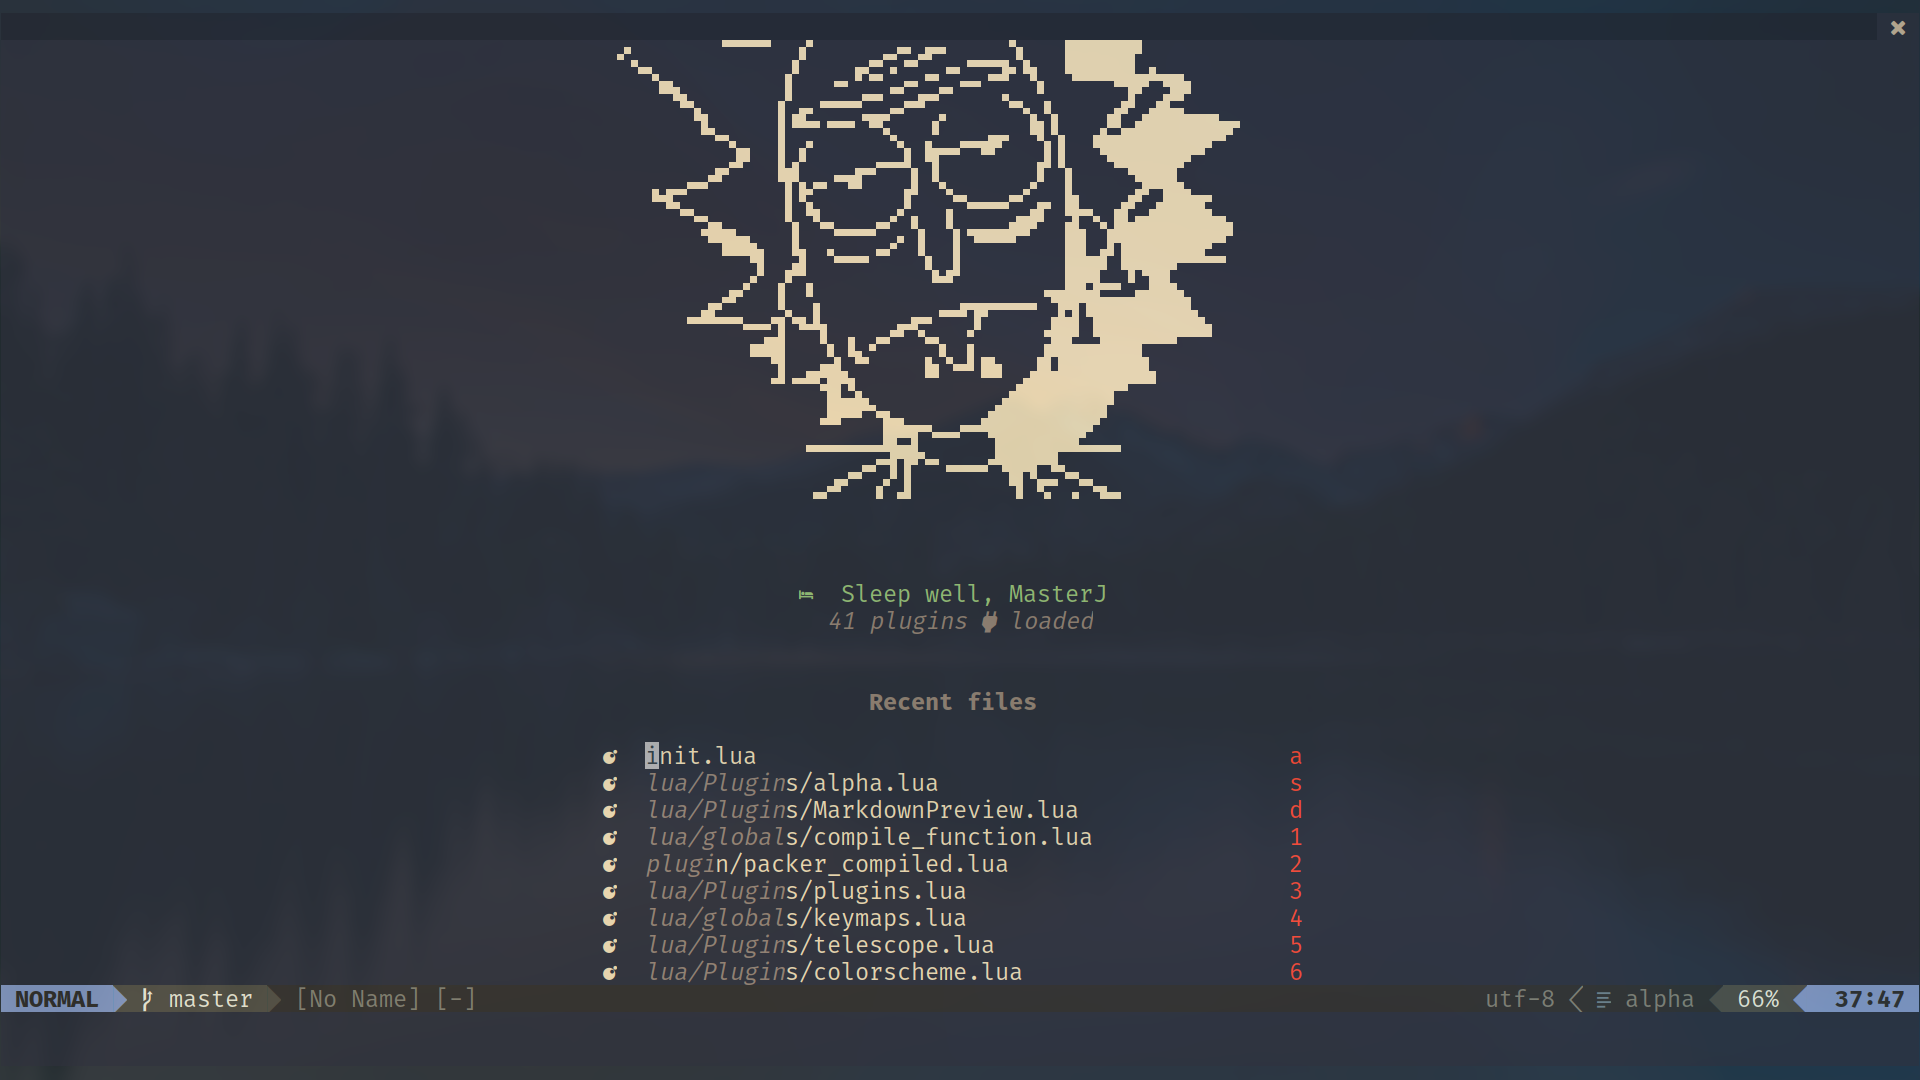 Sleep well, MasterJ
41 plugins loaded
Recent files
init.lua a
lua/Plugins/alpha.lua s
lua/Plugins/MarkdownPreview.lua d
lua/globals/compile_function.lua 1
plugin/packer_compiled.lua 2
lua/Plugins/plugins.lua 3
lua/globals/keymaps.lua 4
lua/Plugins/telescope.lua 5
lua/Plugins/colorscheme.lua 6
NORMAL master [No Name] [-] utf-8 alpha 66% 37:47